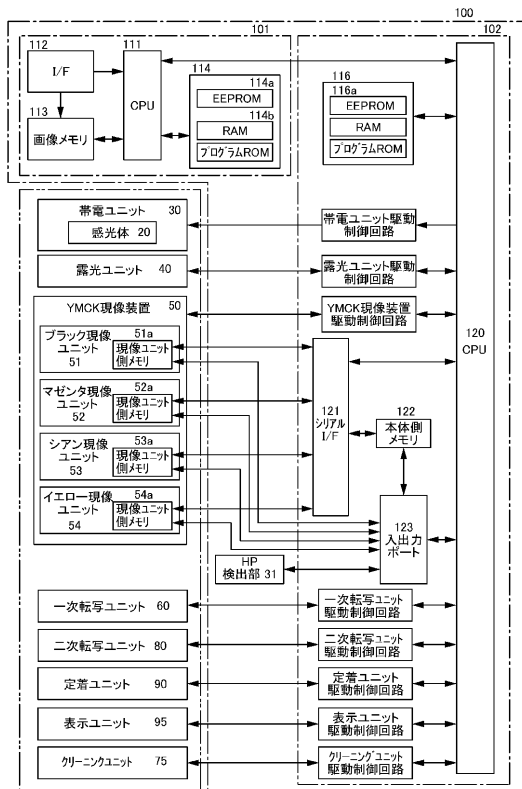 100
101
102
112
I/F
111
CPU
113
画像メモリ
114
114a
EEPROM
114b
RAM
プログラムROM
116
116a
EEPROM
RAM
プログラムROM
120
CPU
帯電ユニット 30
感光体 20
帯電ユニット駆動
制御回路
露光ユニット 40
露光ユニット駆動
制御回路
YMCK現像装置 50
YMCK現像装置
駆動制御回路
ブラック現像
ユニット
51
51a
現像ユニット
側メモリ
マゼンタ現像
ユニット
52
52a
現像ユニット
側メモリ
シアン現像
ユニット
53
53a
現像ユニット
側メモリ
イエロー現像
ユニット
54
54a
現像ユニット
側メモリ
121
シリアル
I/F
122
本体側
メモリ
123
入出力
ポート
HP
検出部 31
一次転写ユニット 60
一次転写ユニット
駆動制御回路
二次転写ユニット 80
二次転写ユニット
駆動制御回路
定着ユニット 90
定着ユニット
駆動制御回路
表示ユニット 95
表示ユニット
駆動制御回路
クリーニングユニット 75
クリーニングユニット
駆動制御回路